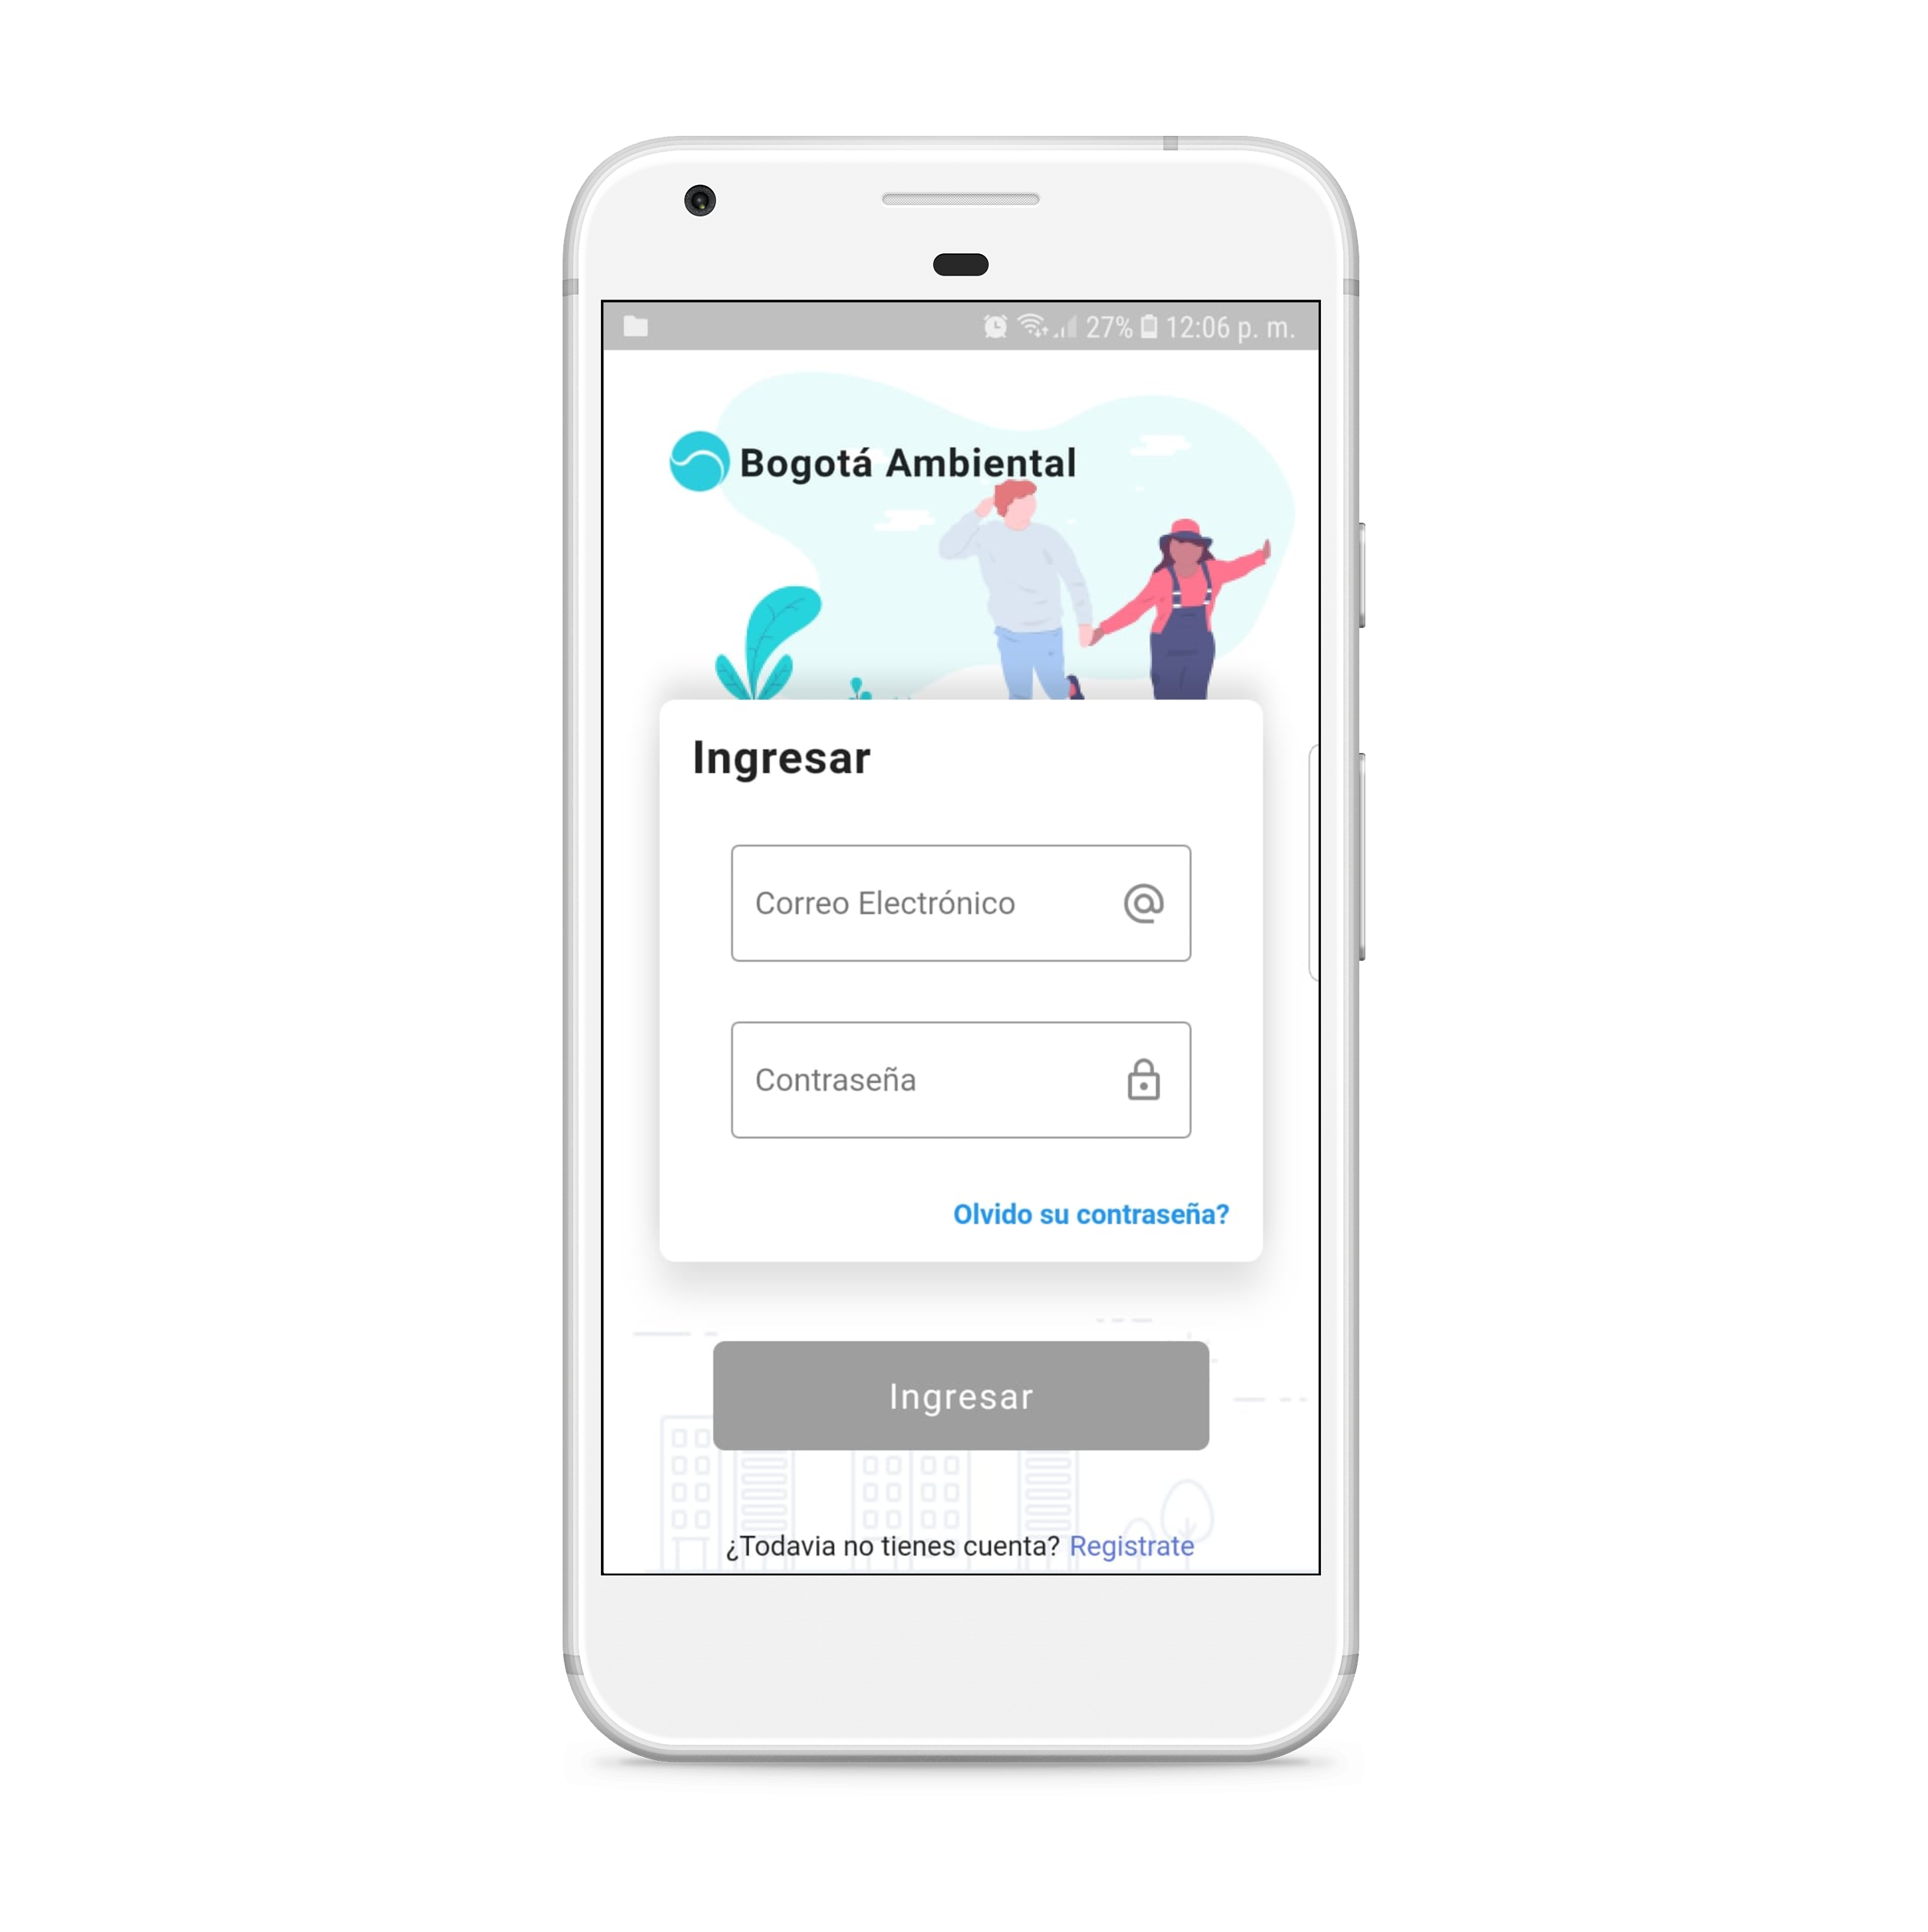 27% 12:06 p. m.
Bogotá Ambiental
Ingresar
Correo Electrónico @
Contraseña
Olvido su contraseña?
Ingresar
¿Todavia no tienes cuenta? Registrate